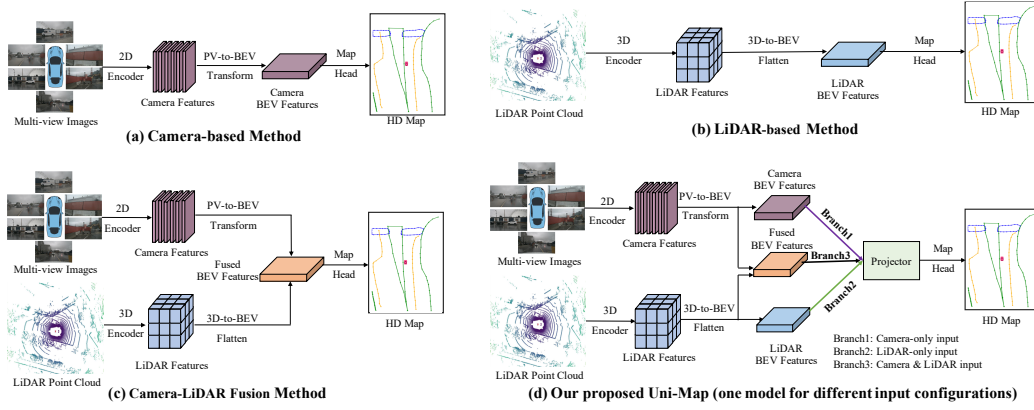 2D
Encoder
Camera Features
PV-to-BEV
Transform
Camera
BEV Features
Map
Head
HD Map
Multi-view Images
(a) Camera-based Method
LiDAR Point Cloud
3D
Encoder
LiDAR Features
3D-to-BEV
Flatten
LiDAR
BEV Features
Map
Head
HD Map
(b) LiDAR-based Method
Multi-view Images
2D
Encoder
Camera Features
PV-to-BEV
Transform
Fused
BEV Features
Map
Head
HD Map
LiDAR Point Cloud
3D
Encoder
LiDAR Features
3D-to-BEV
Flatten
(c) Camera-LiDAR Fusion Method
Multi-view Images
2D
Encoder
Camera Features
PV-to-BEV
Transform
Camera
BEV Features
Fused
BEV Features
Branch1
Branch3
Branch2
Projector
Map
Head
HD Map
LiDAR Point Cloud
3D
Encoder
LiDAR Features
3D-to-BEV
Flatten
LiDAR
BEV Features
Branch1: Camera-only input
Branch2: LiDAR-only input
Branch3: Camera & LiDAR input
(d) Our proposed Uni-Map (one model for different input configurations)